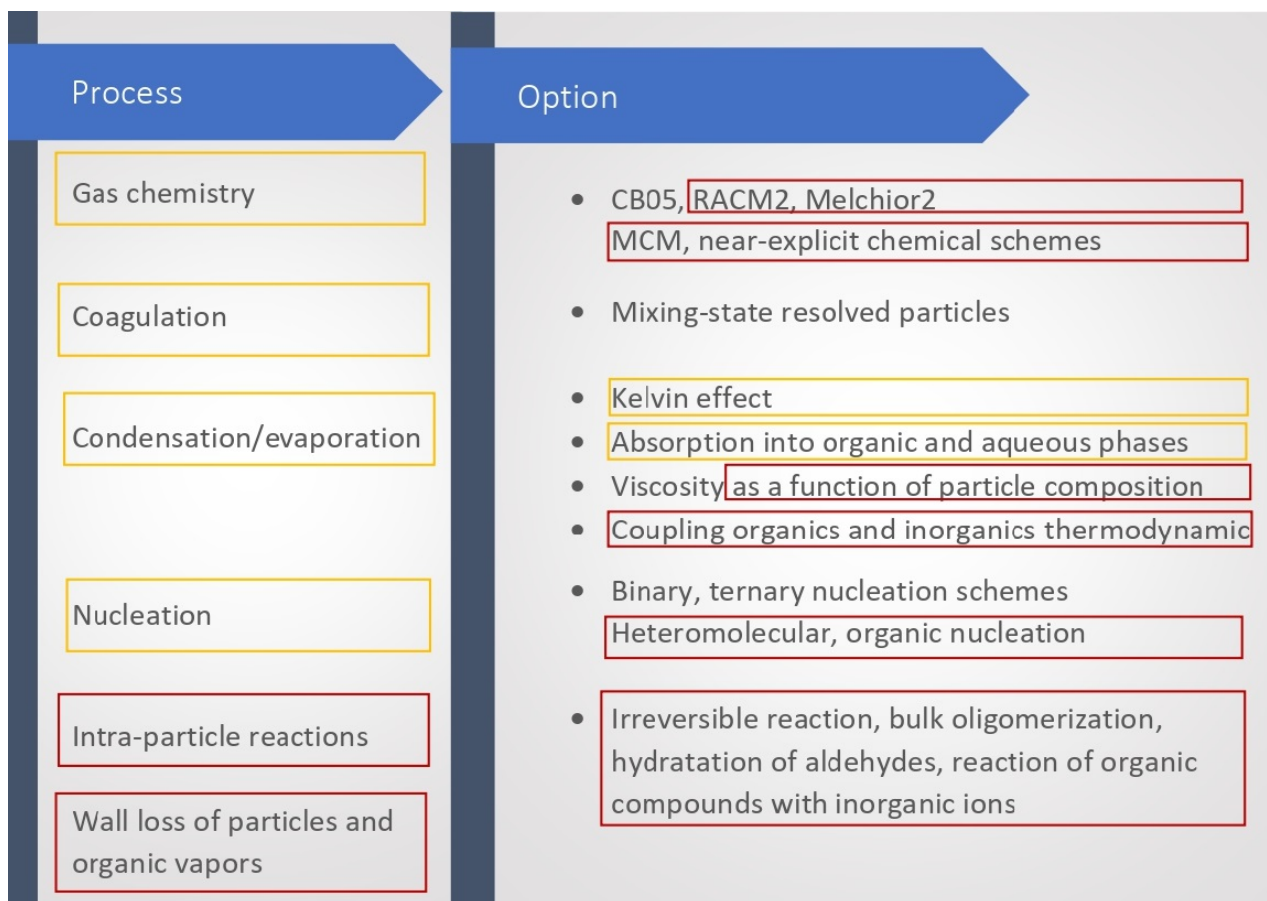 Process
Option
Gas chemistry
• CB05, RACM2, Melchior2
MCM, near-explicit chemical schemes
Coagulation
• Mixing-state resolved particles
Condensation/evaporation
• Kelvin effect
• Absorption into organic and aqueous phases
• Viscosity as a function of particle composition
• Coupling organics and inorganics thermodynamic
Nucleation
• Binary, ternary nucleation schemes
Heteromolecular, organic nucleation
Intra-particle reactions
• Irreversible reaction, bulk oligomerization,
hydratation of aldehydes, reaction of organic
compounds with inorganic ions
Wall loss of particles and
organic vapors